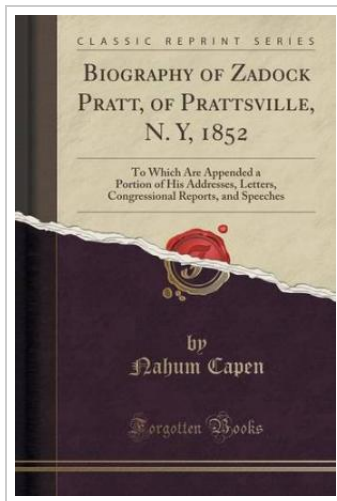 CLASSIC REPRINT SERIES
BIOGRAPHY OF ZADOCK
PRATT, OF PRATTSVILLE,
N. Y, 1852
To Which Are Appended a
Portion of His Addresses, Letters,
Congressional Reports, and Speeches
by
Nahum Capen
Forgotten Books